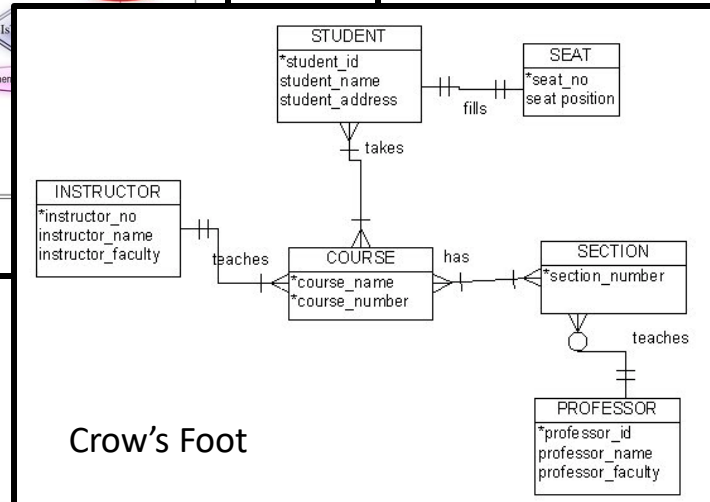 Is
STUDENT
*student_id
student_name
student_address
SEAT
*seat_no
seat position
fills
takes
INSTRUCTOR
*instructor_no
instructor_name
instructor_faculty
teaches
COURSE
*course_name
*course_number
has
SECTION
*section_number
teaches
PROFESSOR
*professor_id
professor_name
professor_faculty
Crow's Foot